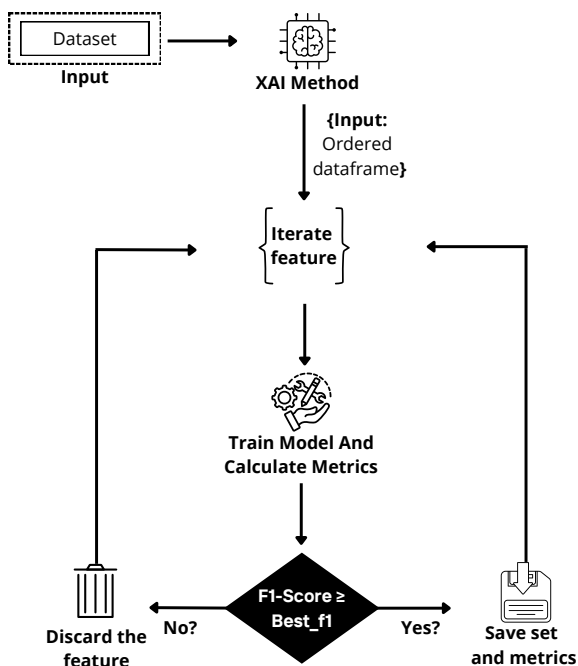 Dataset
Input
XAI Method
{Input:
Ordered
dataframe}
Iterate
feature
Train Model And
Calculate Metrics
F1-Score ≥
Best_f1
No?
Yes?
Discard the
feature
Save set
and metrics